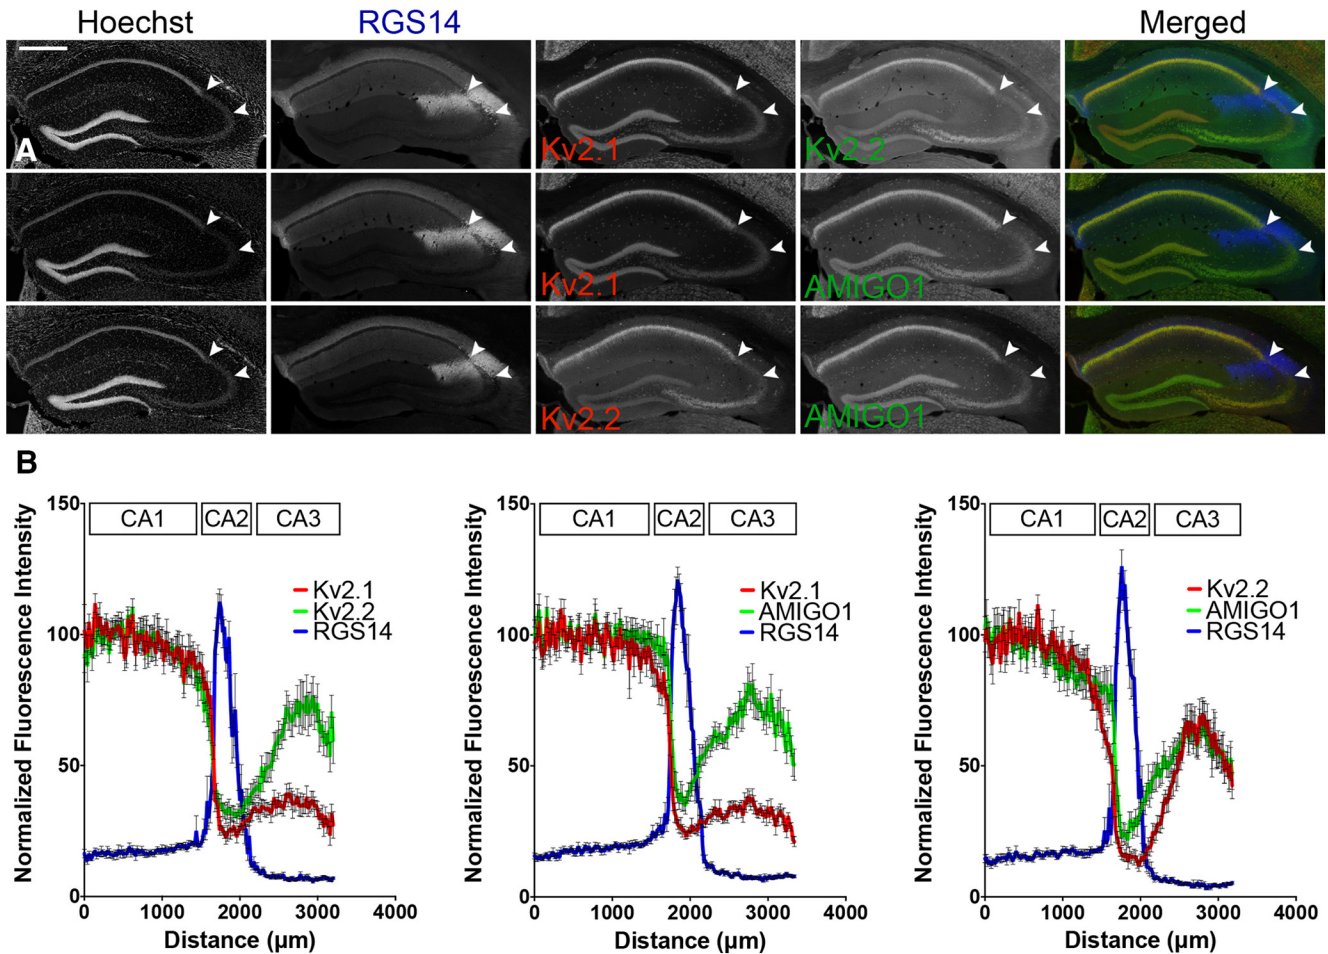 Hoechst RGS14 Merged
A Kv2.1 Kv2.2
Kv2.1 AMIGO1
Kv2.2 AMIGO1
B
150
100
50
0
Normalized Fluorescence Intensity
CA1 CA2 CA3
Kv2.1
Kv2.2
RGS14
0 1000 2000 3000 4000
Distance (µm)
150
100
50
0
Normalized Fluorescence Intensity
CA1 CA2 CA3
Kv2.1
AMIGO1
RGS14
0 1000 2000 3000 4000
Distance (µm)
150
100
50
0
Normalized Fluorescence Intensity
CA1 CA2 CA3
Kv2.2
AMIGO1
RGS14
0 1000 2000 3000 4000
Distance (µm)